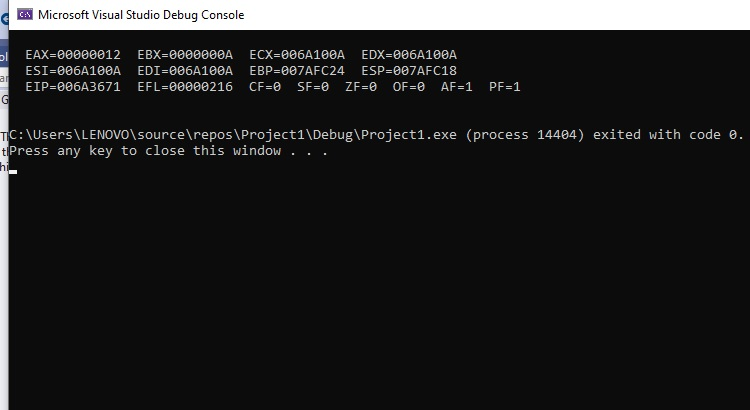 Microsoft Visual Studio Debug Console
EAX=00000012  EBX=0000000A  ECX=006A100A  EDX=006A100A
ESI=006A100A  EDI=006A100A  EBP=007AFC24  ESP=007AFC18
EIP=006A3671  EFL=00000216  CF=0  SF=0  ZF=0  OF=0  AF=1  PF=1
C:\Users\LENOVO\source\repos\Project1\Debug\Project1.exe (process 14404) exited with code 0.
Press any key to close this window . . .